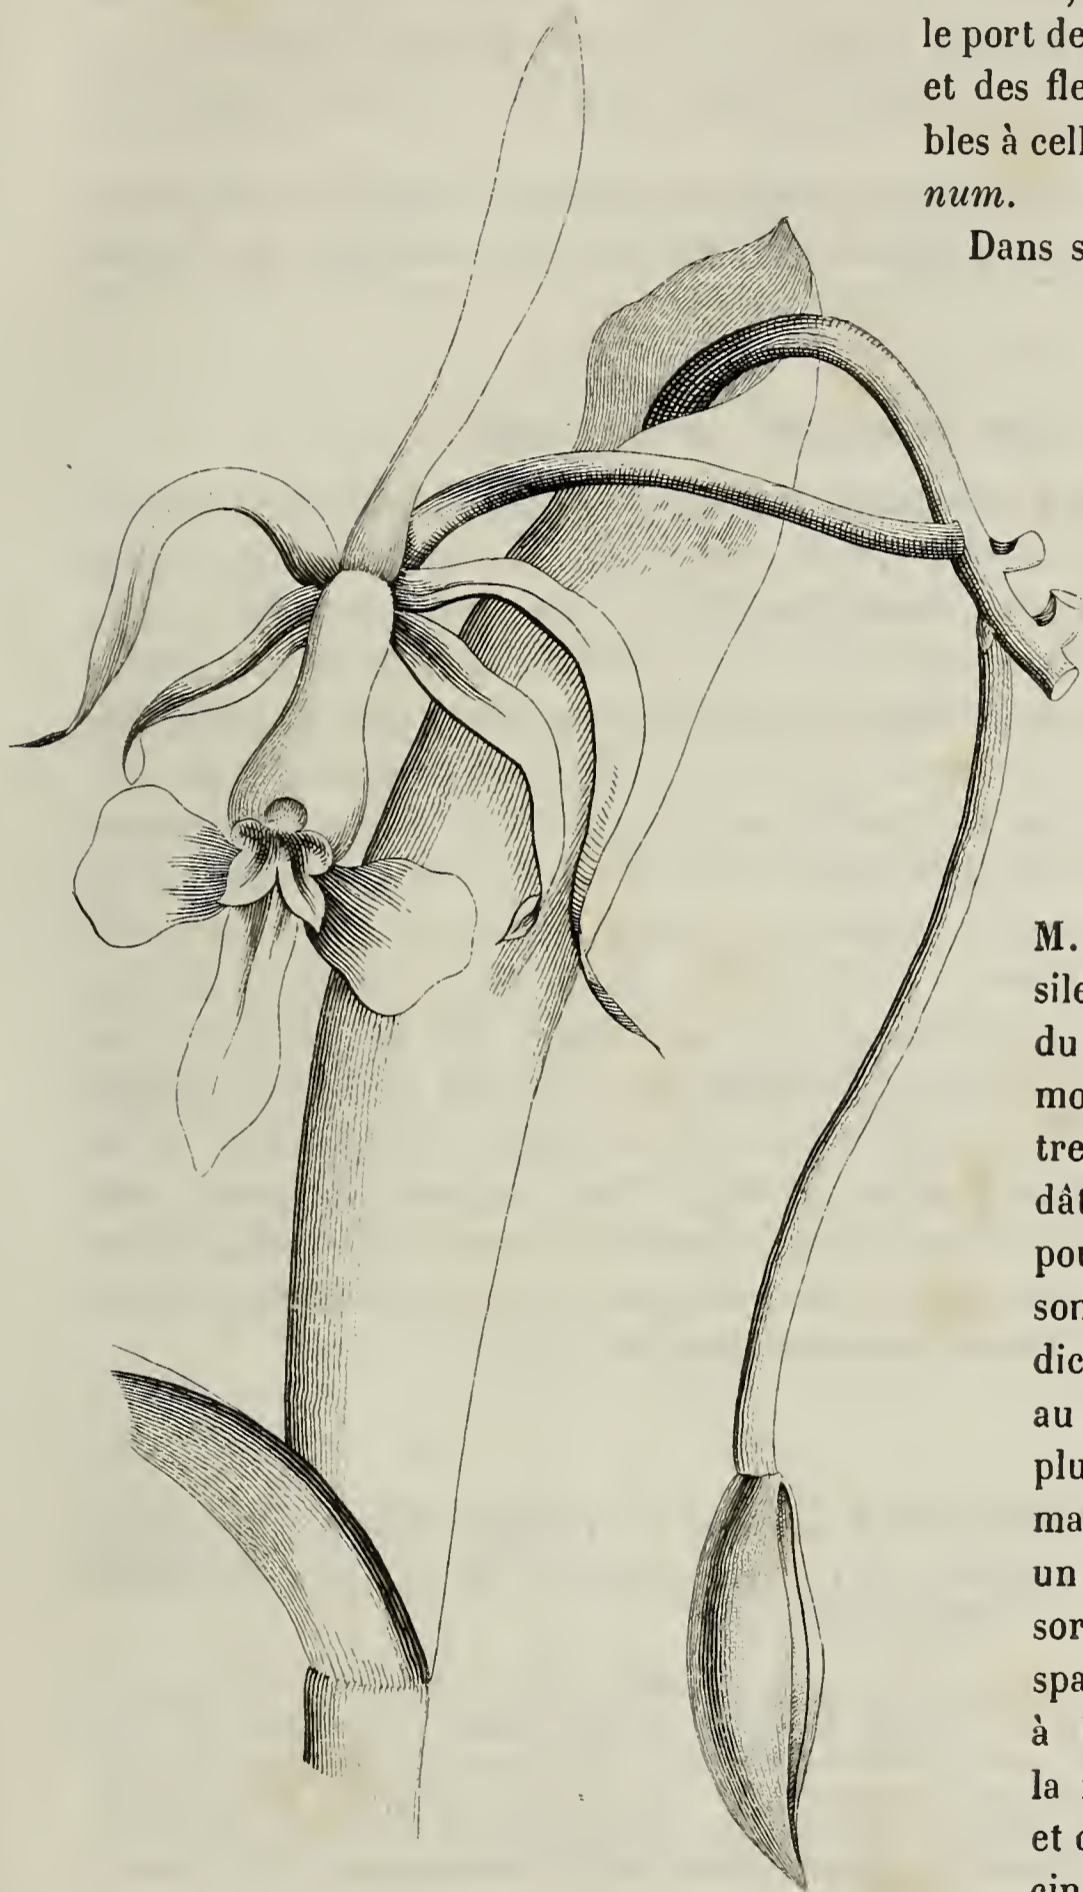 le port de
et des fle
bles à cell
num.
Dans s
M.
sile
du
mo
tre
dât
pou
son
dic
au
plu
ma
un
sor
spa
à
la
et